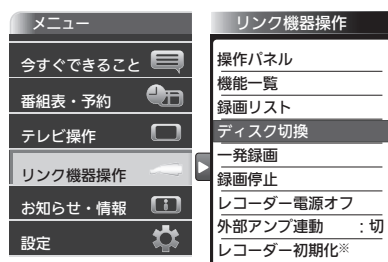 メニュー
今すぐできること
番組表・予約
テレビ操作
リンク機器操作
お知らせ・情報
設定
リンク機器操作
操作パネル
機能一覧
録画リスト
ディスク切換
一発録画
録画停止
レコーダー電源オフ
外部アンプ連動　：切
レコーダー初期化※